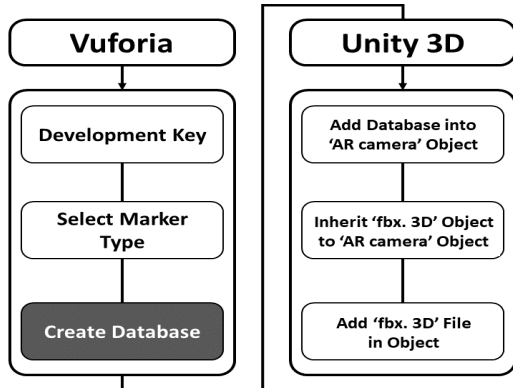 Vuforia
Development Key
Select Marker
Type
Create Database
Unity 3D
Add Database into
‘AR camera’ Object
Inherit ‘fbx. 3D’ Object
to ‘AR camera’ Object
Add ‘fbx. 3D’ File
in Object